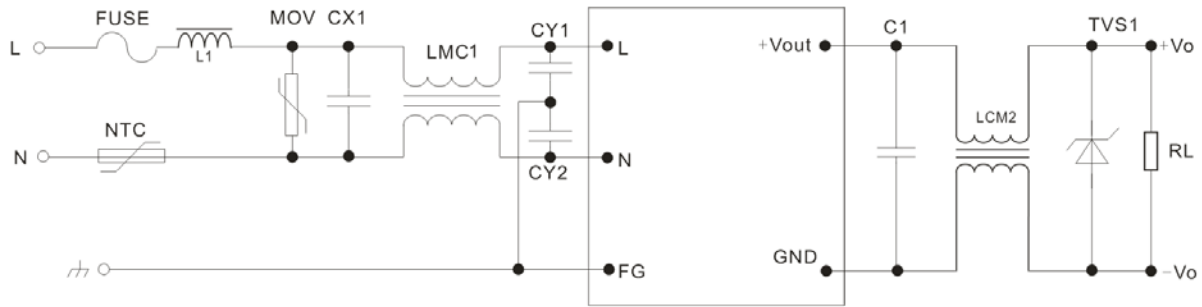 FUSE
L
L1
MOV
CX1
LMC1
CY1
L
+Vout
C1
TVS1
+Vo
NTC
N
CY2
N
LCM2
RL
FG
GND
-Vo